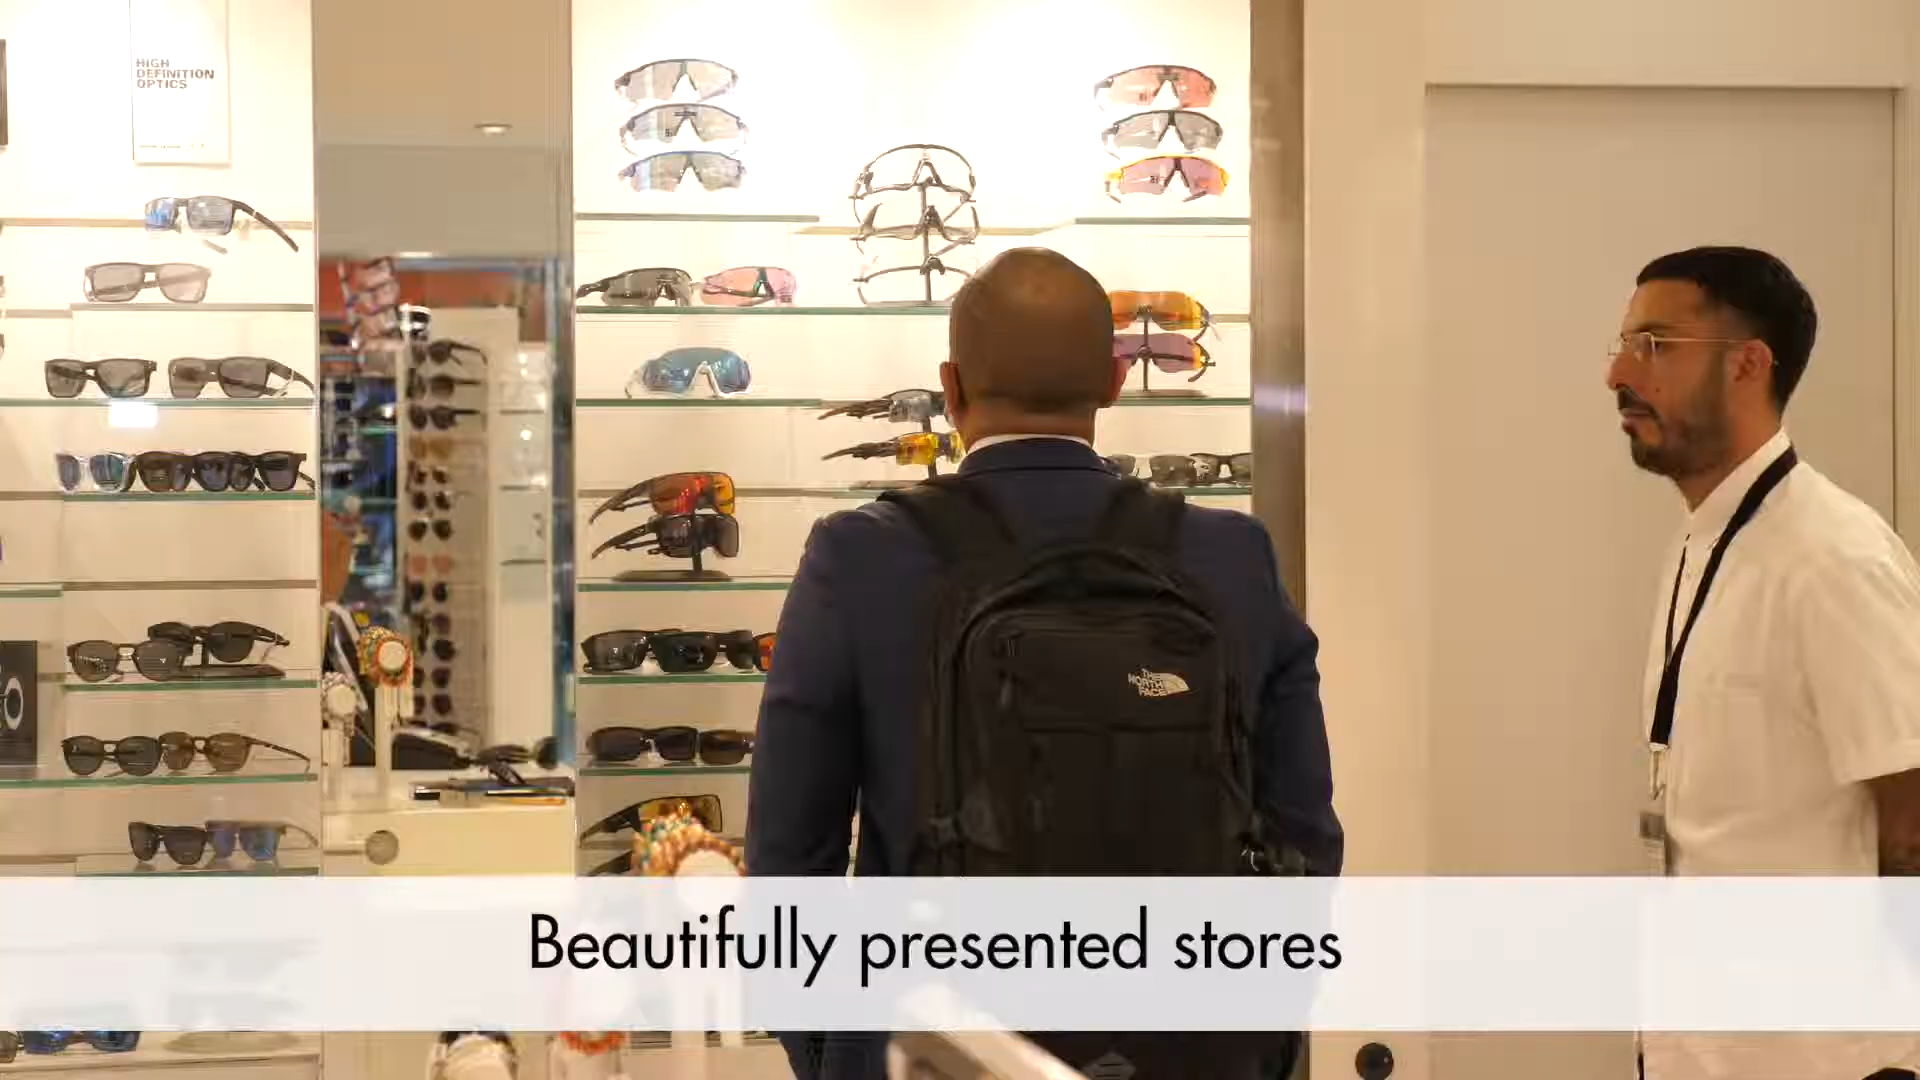 HIGH
DEFINITION
OPTICS
THE
NORTH
FACE
Beautifully presented stores